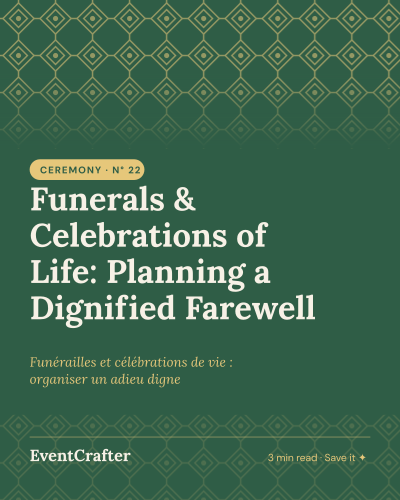 CEREMONY · N° 22
Funerals &
Celebrations of
Life: Planning a
Dignified Farewell
Funérailles et célébrations de vie :
organiser un adieu digne
EventCrafter
3 min read · Save it ✦